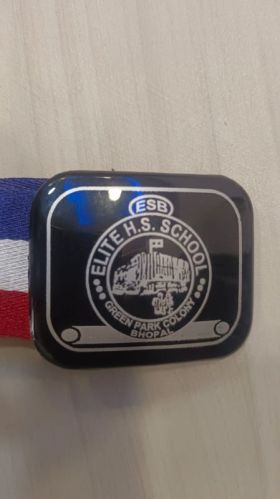 ESB
ELITE H.S. SCHOOL
GREEN PARK COLONY
BHOPAL